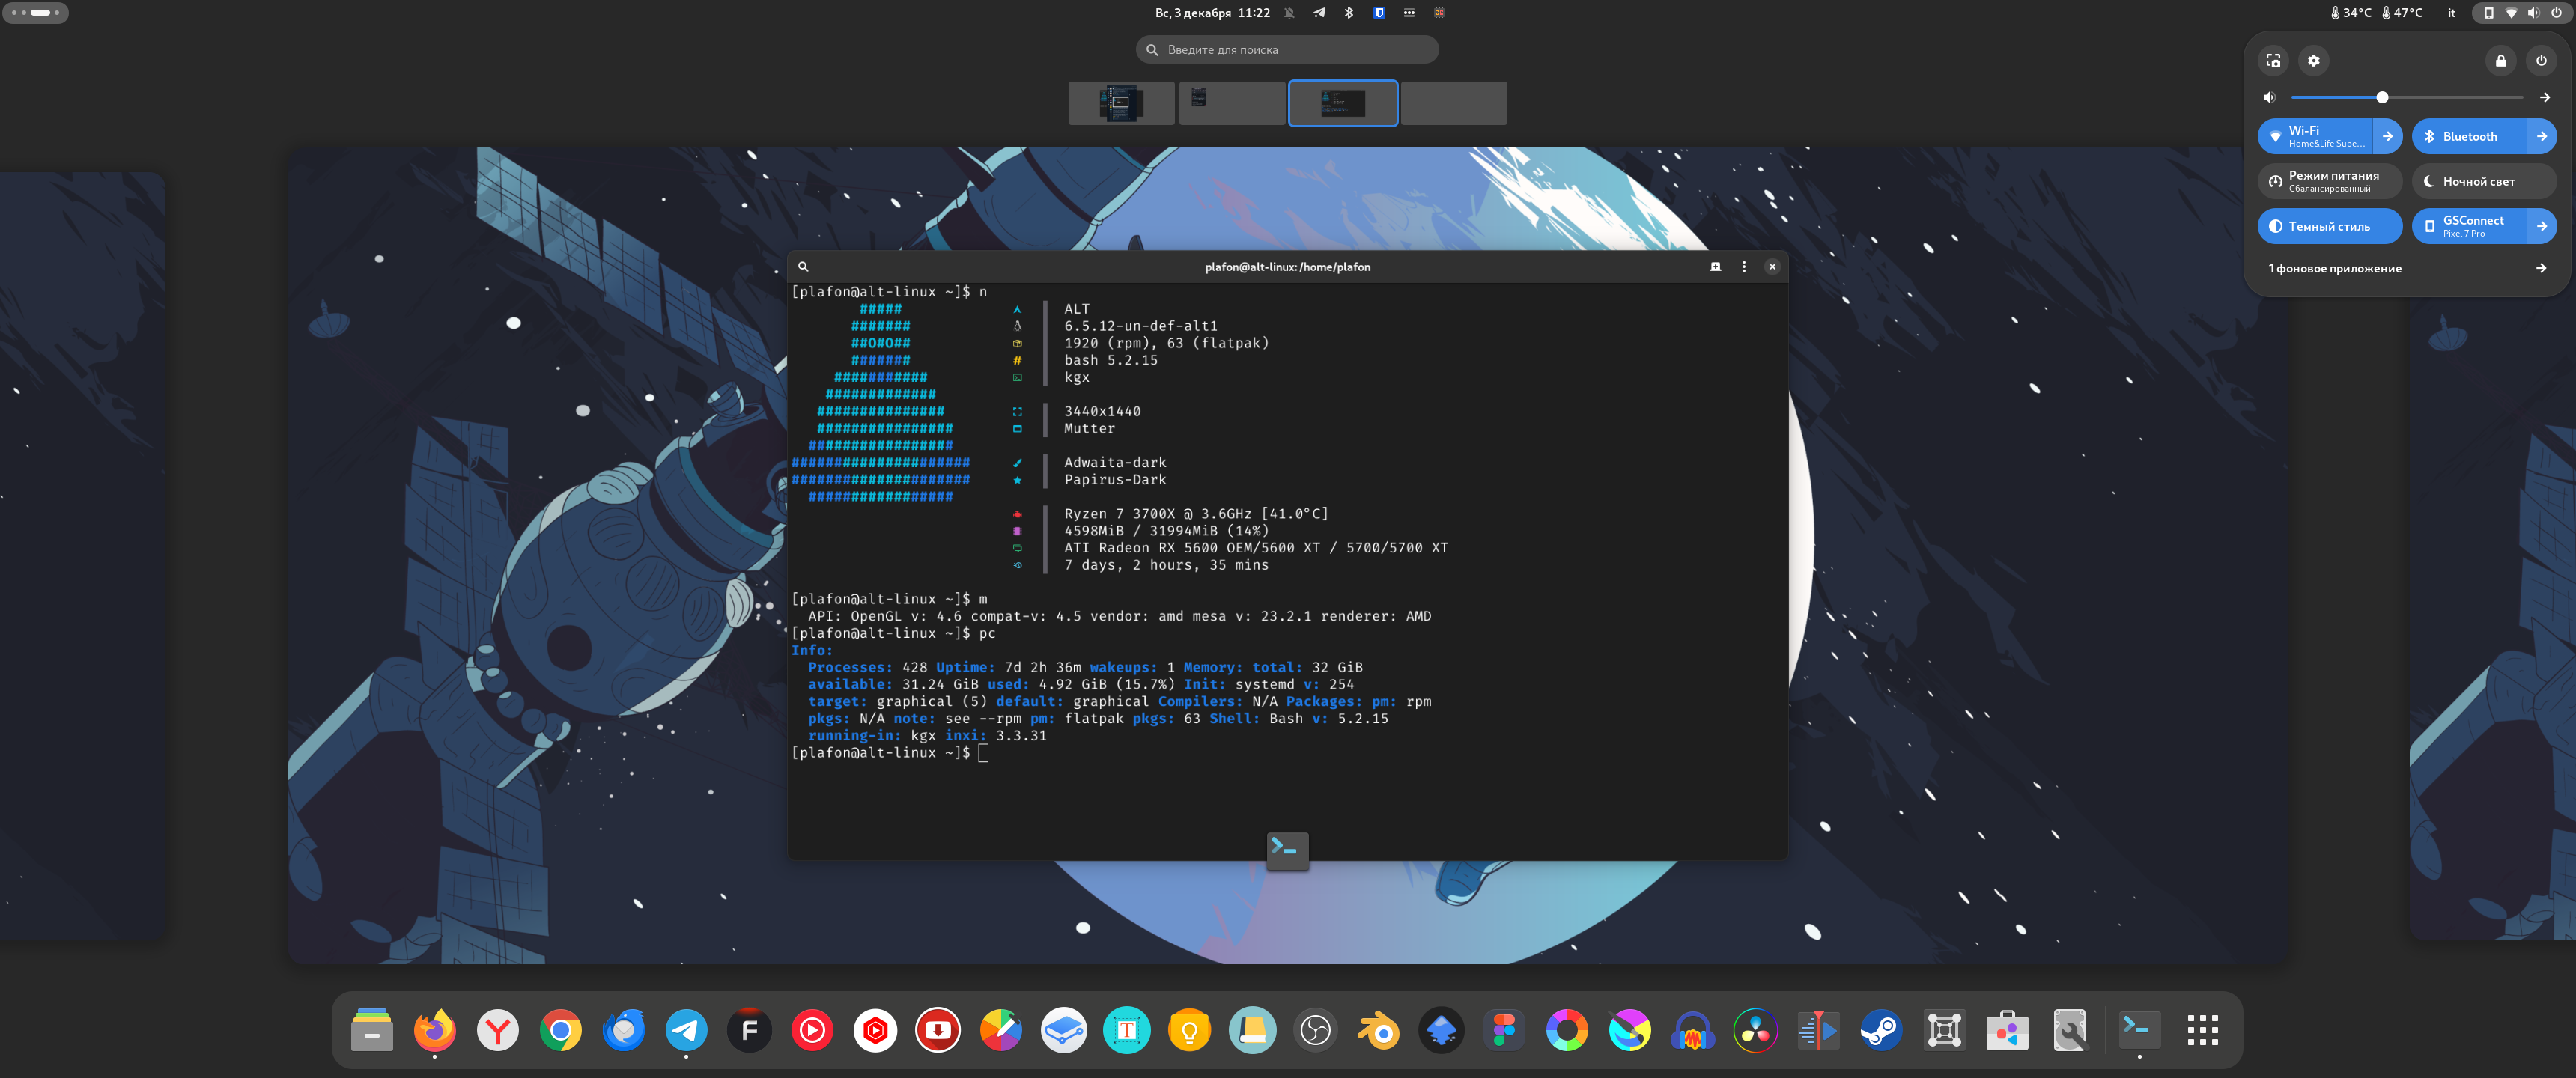 Вс, 3 декабря 11:22
34°C 47°C it
Введите для поиска
Wi-Fi
Home&Life Supe...
Bluetooth
Режим питания
Сбалансированный
Ночной свет
Темный стиль
GSConnect
Pixel 7 Pro
1 фоновое приложение
plafon@alt-linux: /home/plafon
[plafon@alt-linux ~]$ n
##### ALT
####### 6.5.12-un-def-alt1
##O#O## 1920 (rpm), 63 (flatpak)
####### # bash 5.2.15
########### kgx
#############
############### 3440x1440
################ Mutter
#################
##################### Adwaita-dark
##################### Papirus-Dark
#################
Ryzen 7 3700X @ 3.6GHz [41.0°C]
4598MiB / 31994MiB (14%)
ATI Radeon RX 5600 OEM/5600 XT / 5700/5700 XT
7 days, 2 hours, 35 mins
[plafon@alt-linux ~]$ m
API: OpenGL v: 4.6 compat-v: 4.5 vendor: amd mesa v: 23.2.1 renderer: AMD
[plafon@alt-linux ~]$ pc
Info:
Processes: 428 Uptime: 7d 2h 36m wakeups: 1 Memory: total: 32 GiB
available: 31.24 GiB used: 4.92 GiB (15.7%) Init: systemd v: 254
target: graphical (5) default: graphical Compilers: N/A Packages: pm: rpm
pkgs: N/A note: see --rpm pm: flatpak pkgs: 63 Shell: Bash v: 5.2.15
running-in: kgx inxi: 3.3.31
[plafon@alt-linux ~]$